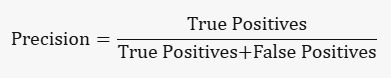 Precision = True Positives / True Positives+False Positives